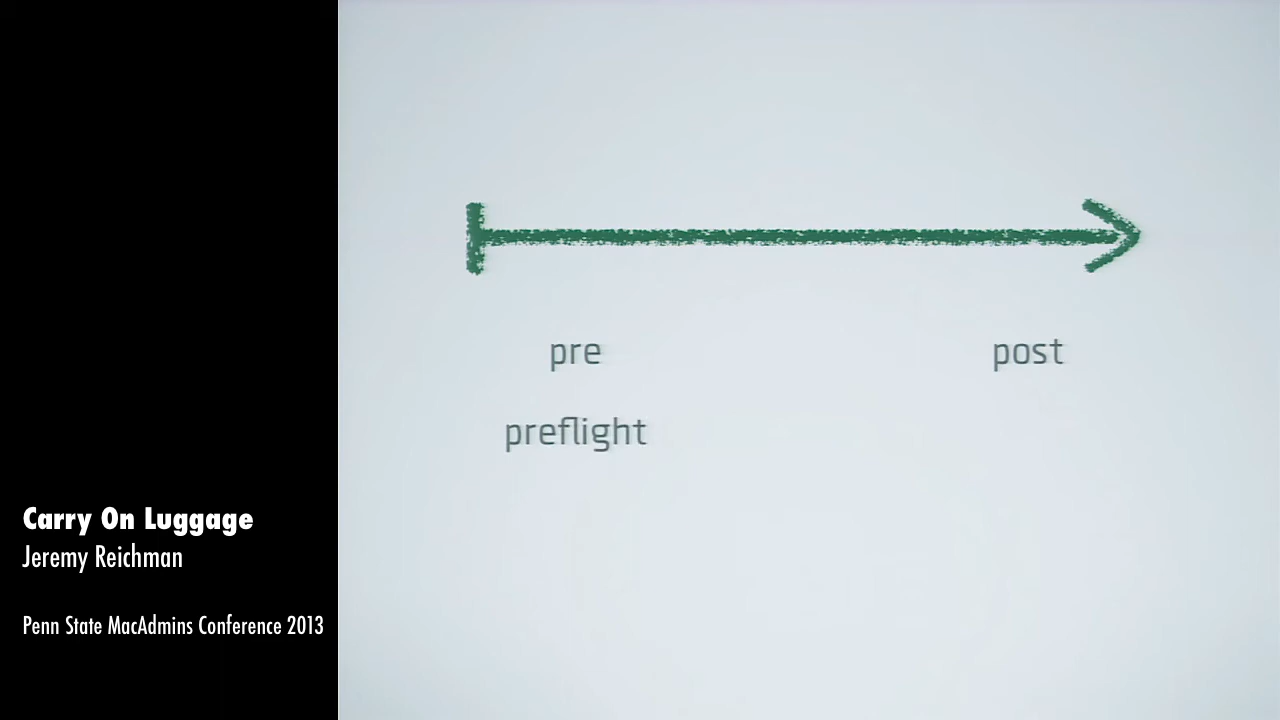 pre
post
preflight
Carry On Luggage
Jeremy Reichman
Penn State MacAdmins Conference 2013